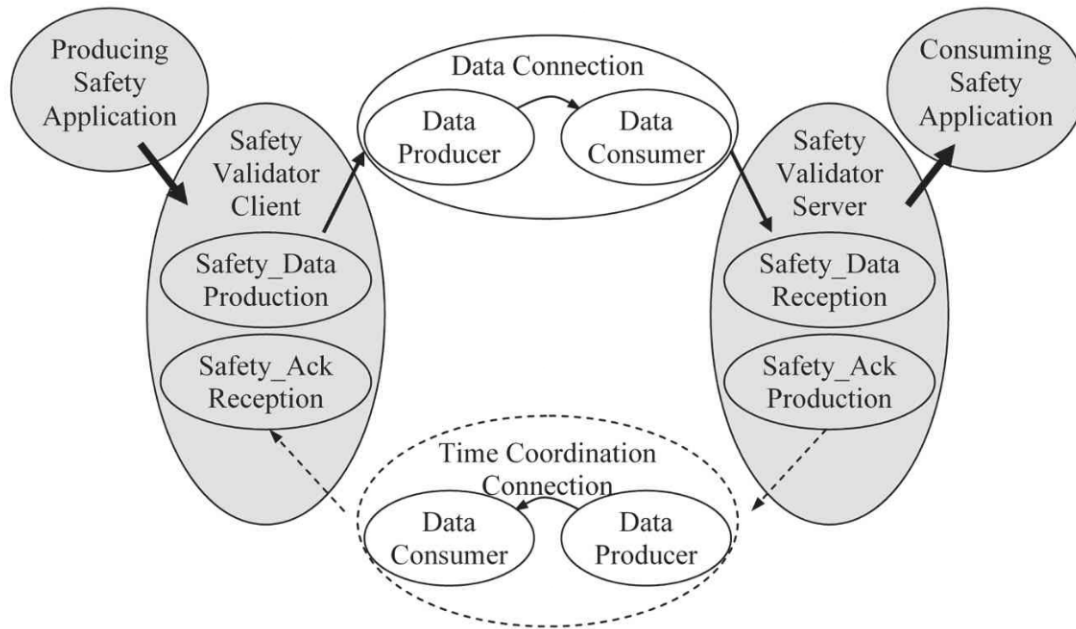 Producing
Safety
Application
Safety
Validator
Client
Safety_Data
Production
Safety_Ack
Reception
Data Connection
Data
Producer
Data
Consumer
Time Coordination
Connection
Data
Consumer
Data
Producer
Consuming
Safety
Application
Safety
Validator
Server
Safety_Data
Reception
Safety_Ack
Production